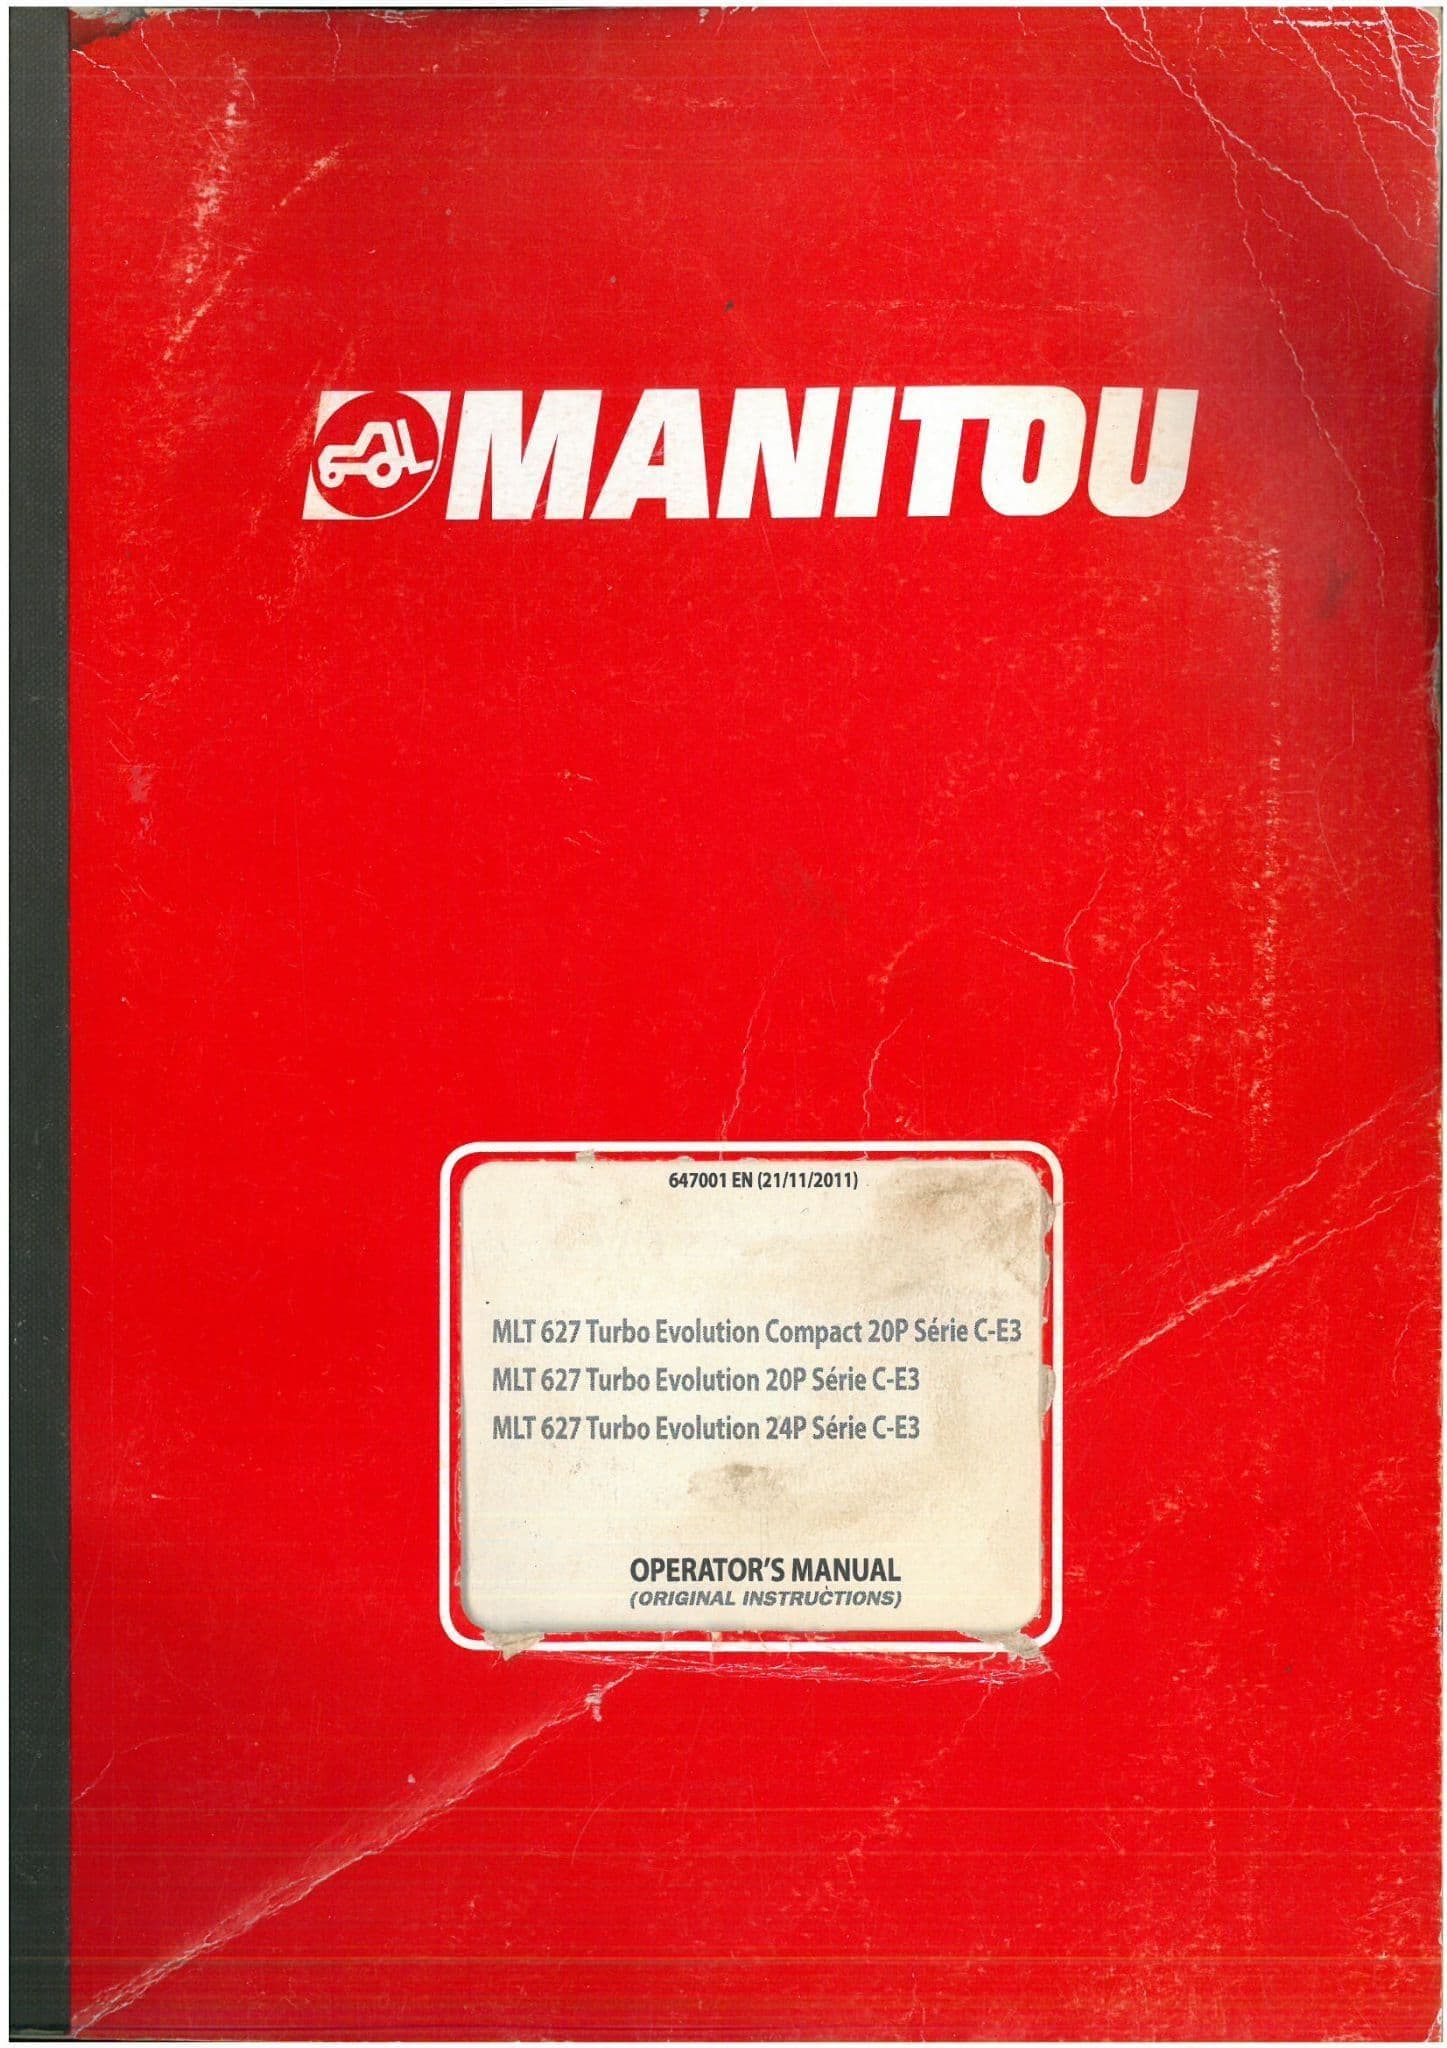 MANITOU
647001 EN (21/11/2011)
MLT 627 Turbo Evolution Compact 20P Série C-E3
MLT 627 Turbo Evolution 20P Série C-E3
MLT 627 Turbo Evolution 24P Série C-E3
OPERATOR'S MANUAL
(ORIGINAL INSTRUCTIONS)